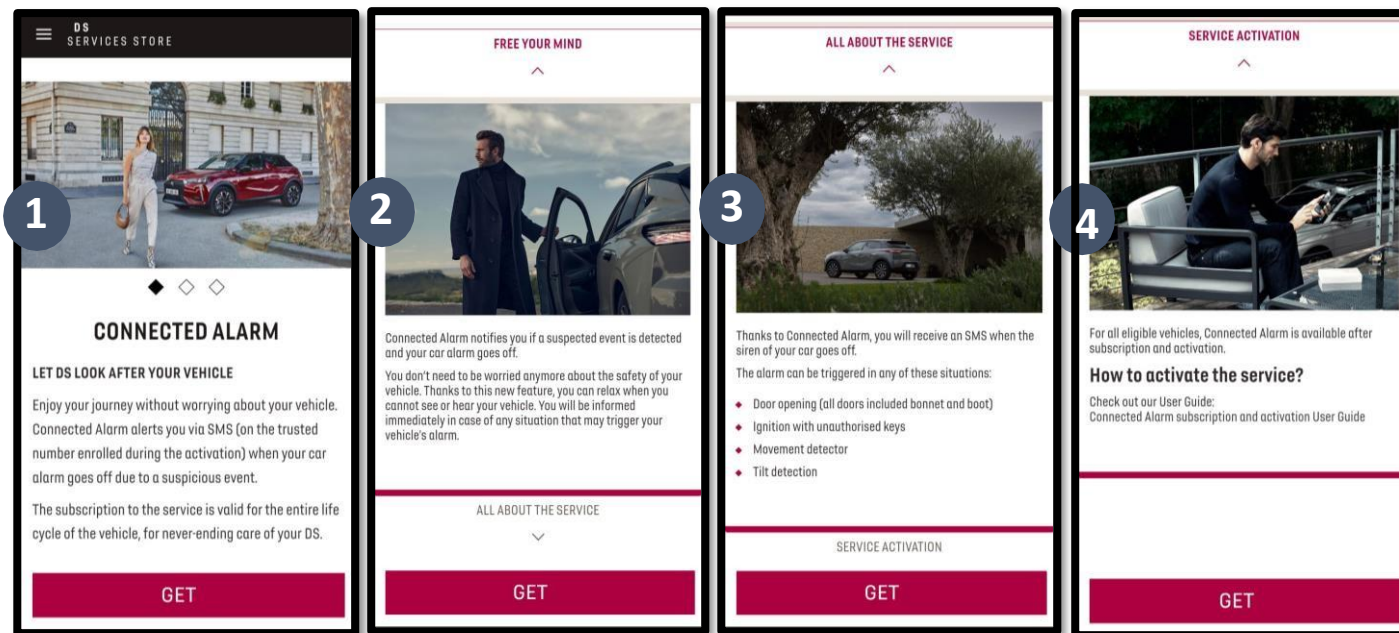 DS
SERVICES STORE
1
CONNECTED ALARM
LET DS LOOK AFTER YOUR VEHICLE
Enjoy your journey without worrying about your vehicle.
Connected Alarm alerts you via SMS (on the trusted
number enrolled during the activation) when your car
alarm goes off due to a suspicious event.
The subscription to the service is valid for the entire life
cycle of the vehicle, for never-ending care of your DS.
GET
FREE YOUR MIND
2
Connected Alarm notifies you if a suspected event is detected
and your car alarm goes off.
You don't need to be worried anymore about the safety of your
vehicle. Thanks to this new feature, you can relax when you
cannot see or hear your vehicle. You will be informed
immediately in case of any situation that may trigger your
vehicle's alarm.
ALL ABOUT THE SERVICE
GET
ALL ABOUT THE SERVICE
3
Thanks to Connected Alarm, you will receive an SMS when the
siren of your car goes off.
The alarm can be triggered in any of these situations:
Door opening (all doors included bonnet and boot)
Ignition with unauthorised keys
Movement detector
Tilt detection
SERVICE ACTIVATION
GET
SERVICE ACTIVATION
4
For all eligible vehicles, Connected Alarm is available after
subscription and activation.
How to activate the service?
Check out our User Guide:
Connected Alarm subscription and activation User Guide
GET